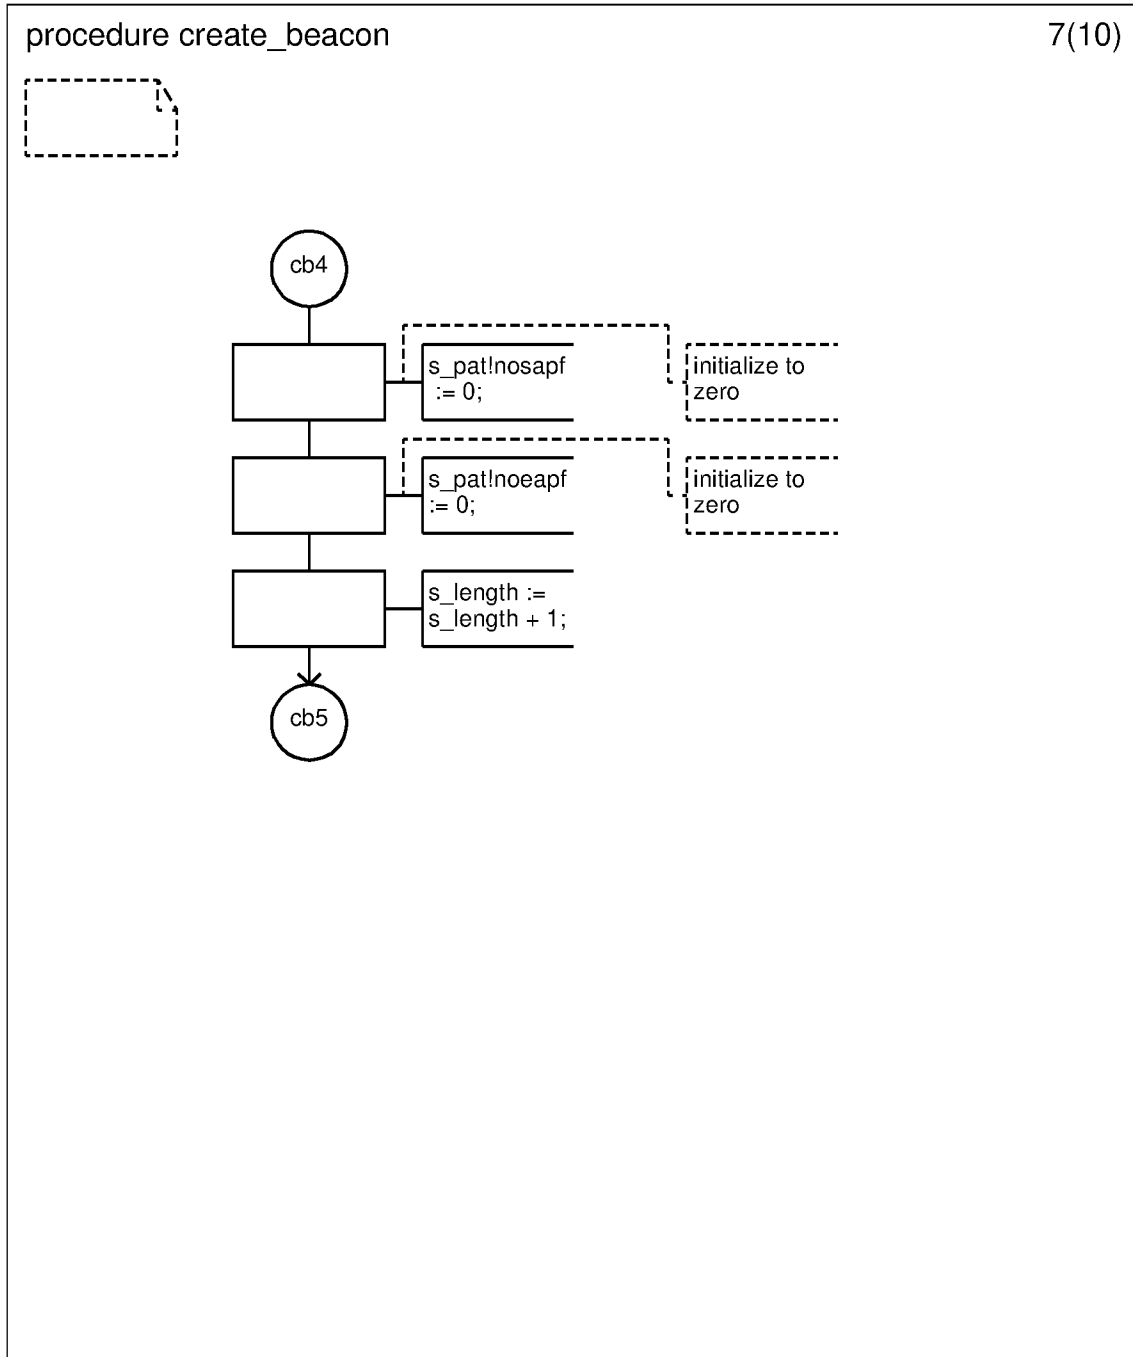 procedure create_beacon
7(10)
cb4
s_pat!nosapf
:= 0;
initialize to
zero
s_pat!noeapf
:= 0;
initialize to
zero
s_length :=
s_length + 1;
cb5